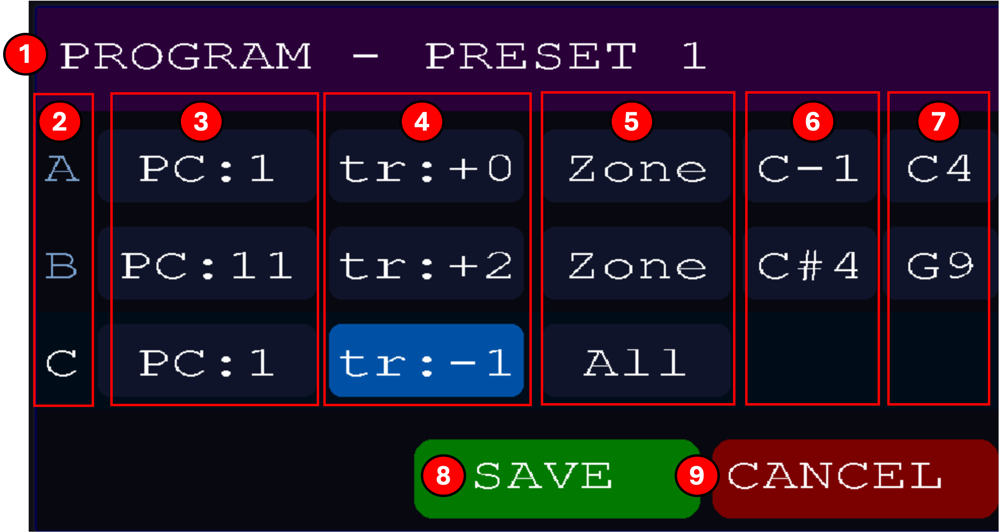 1 PROGRAM - PRESET 1
2 3 4 5 6 7
A PC:1 tr:+0 Zone C-1 C4
B PC:11 tr:+2 Zone C#4 G9
C PC:1 tr:-1 All
8 SAVE 9 CANCEL